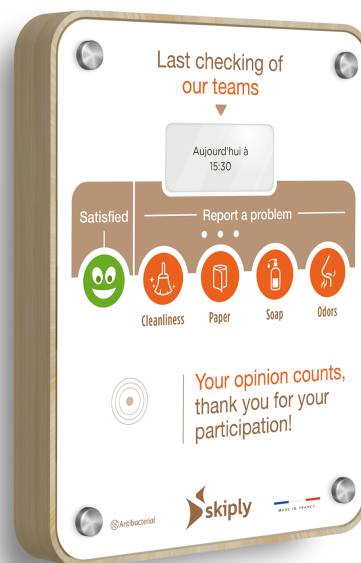 Last checking of
our teams
Aujourd'hui à
15:30
Satisfied
Report a problem
Cleanliness
Paper
Soap
Odors
Your opinion counts,
thank you for your
participation!
Antibacterial
skiply
MADE IN FRANCE